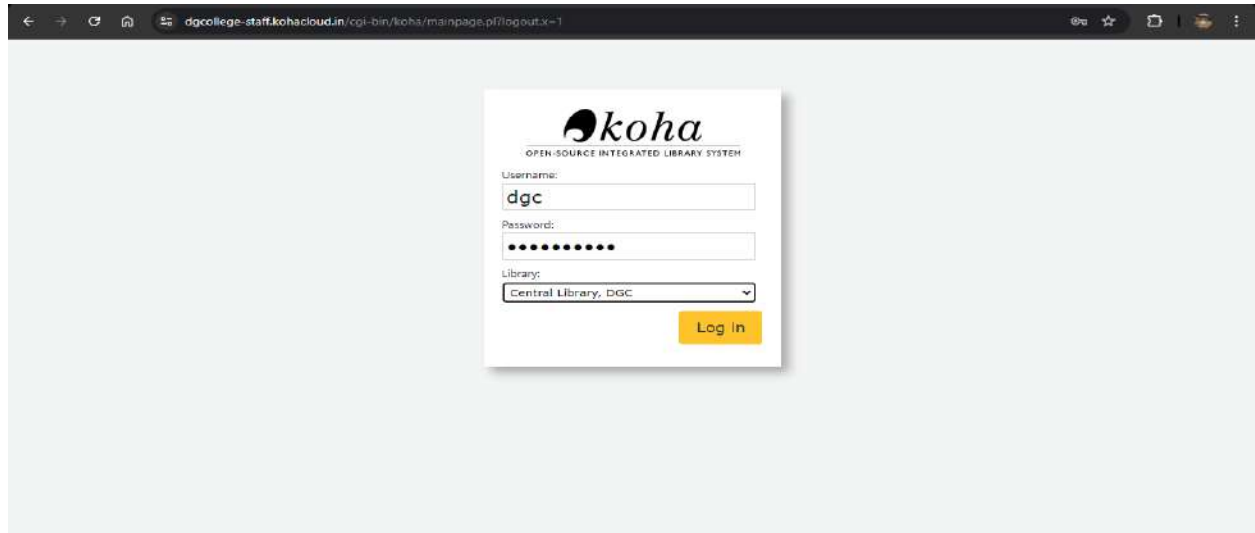 dgcollege-staff.kohacloud.in/cgi-bin/koha/mainpage.pl?logout.x=1
koha
OPEN-SOURCE INTEGRATED LIBRARY SYSTEM
Username:
dgc
Password:
••••••••••
Library:
Central Library, DGC
Log In